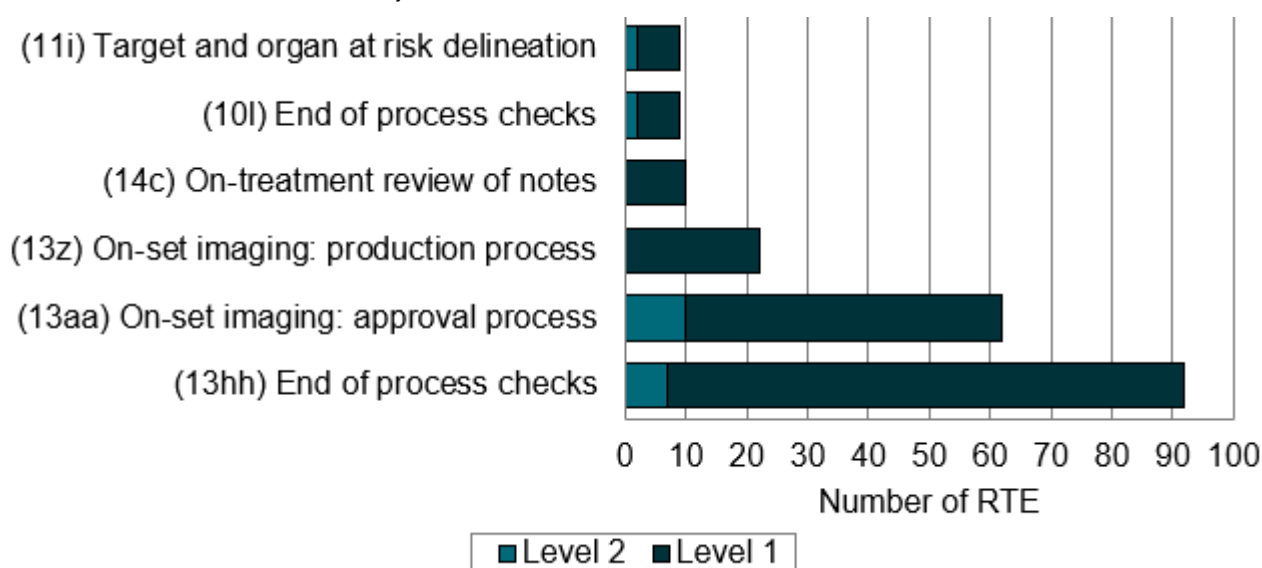 (11i) Target and organ at risk delineation
(10l) End of process checks
(14c) On-treatment review of notes
(13z) On-set imaging: production process
(13aa) On-set imaging: approval process
(13hh) End of process checks
0 10 20 30 40 50 60 70 80 90 100
Number of RTE
Level 2 Level 1